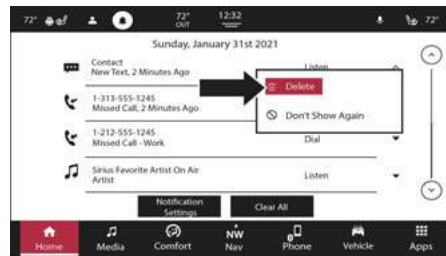 72° 72° OUT 12:32 72°
Sunday, January 31st 2021
Contact
New Text, 2 Minutes Ago
Listen
Delete
Don't Show Again
1-313-555-1245
Missed Call, 2 Minutes Ago
1-212-555-1245
Missed Call - Work
Dial
Sirius Favorite Artist On Air
Artist
Listen
Notification
Settings
Clear All
Home Media Comfort NW Nav Phone Vehicle Apps